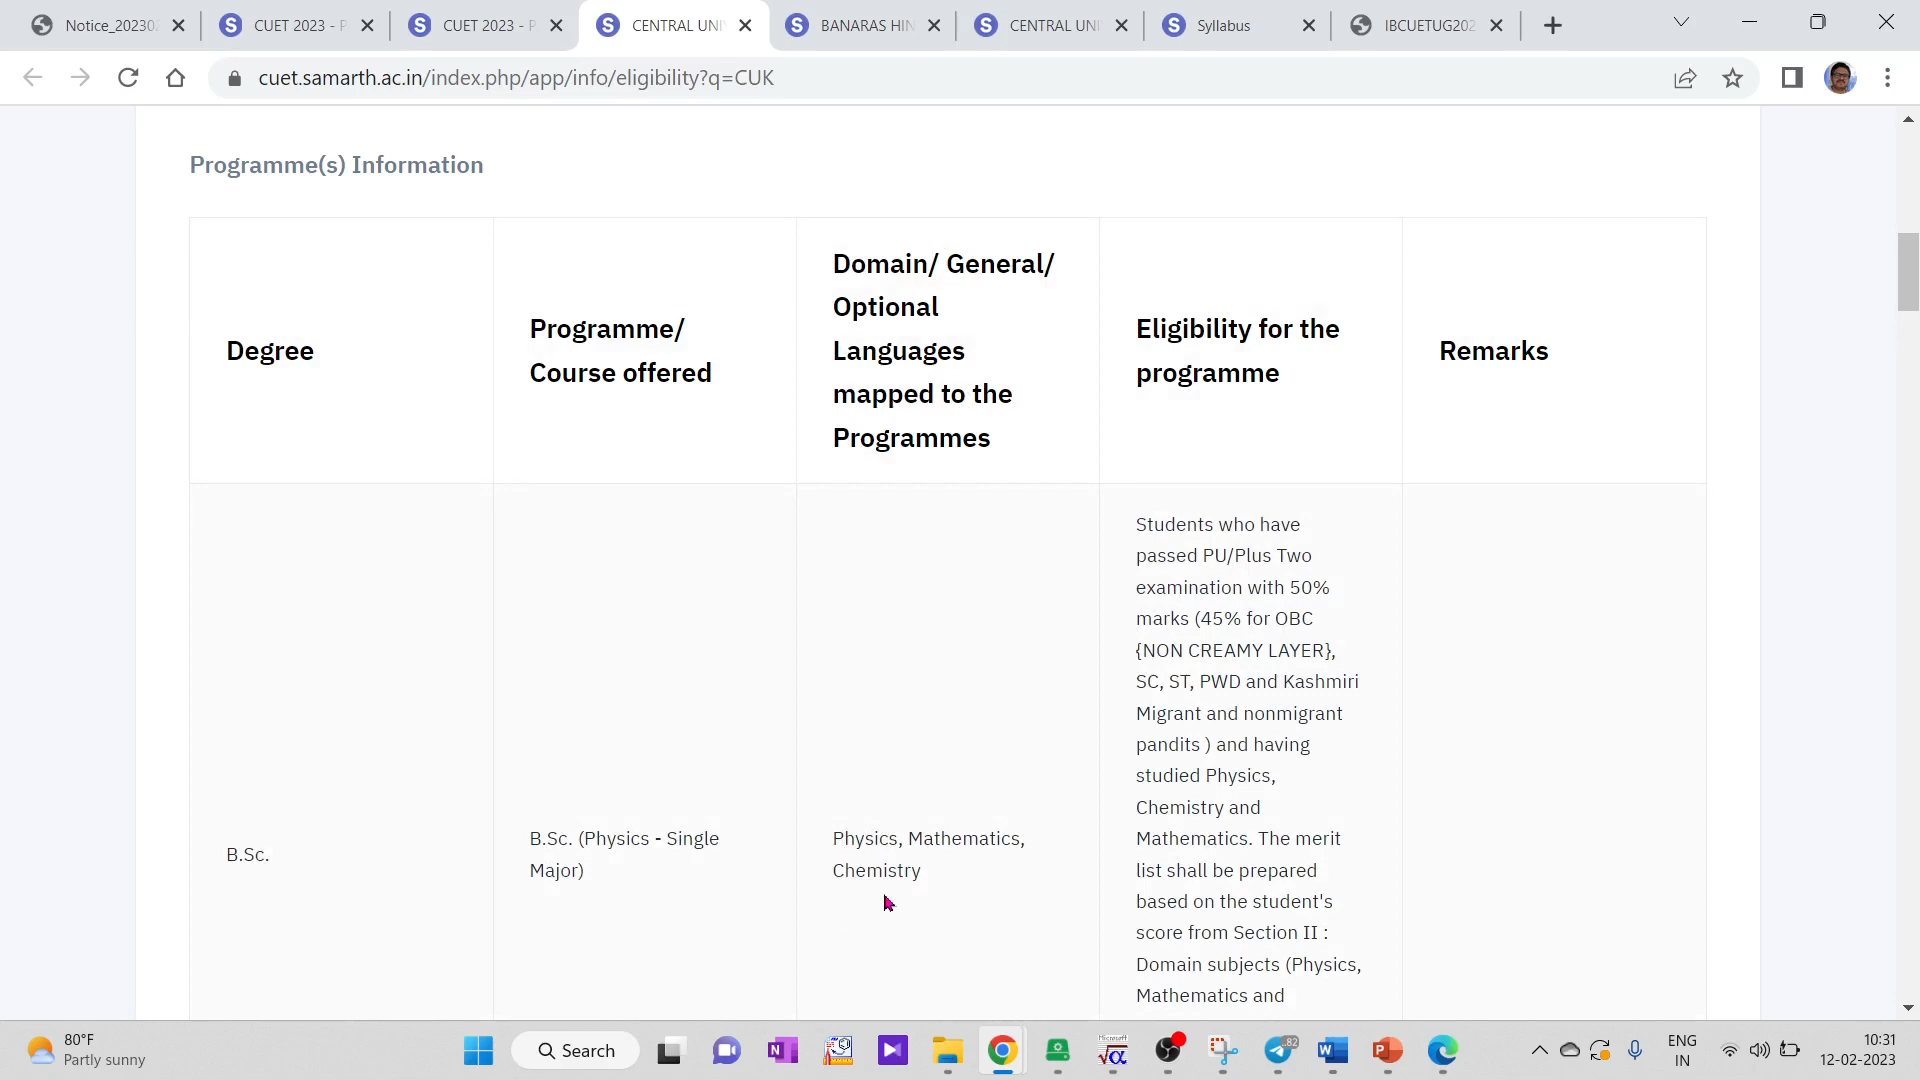 Notice_20230
CUET 2023 - P
CUET 2023 - P
CENTRAL UNI
BANARAS HIN
CENTRAL UNI
Syllabus
IBCUETUG202
cuet.samarth.ac.in/index.php/app/info/eligibility?q=CUK
Programme(s) Information
Degree
Programme/
Course offered
Domain/ General/
Optional
Languages
mapped to the
Programmes
Eligibility for the
programme
Remarks
B.Sc.
B.Sc. (Physics - Single
Major)
Physics, Mathematics,
Chemistry
Students who have
passed PU/Plus Two
examination with 50%
marks (45% for OBC
{NON CREAMY LAYER},
SC, ST, PWD and Kashmiri
Migrant and nonmigrant
pandits ) and having
studied Physics,
Chemistry and
Mathematics. The merit
list shall be prepared
based on the student's
score from Section II :
Domain subjects (Physics,
Mathematics and
80°F
Partly sunny
Search
Microsoft
82
ENG
IN
10:31
12-02-2023